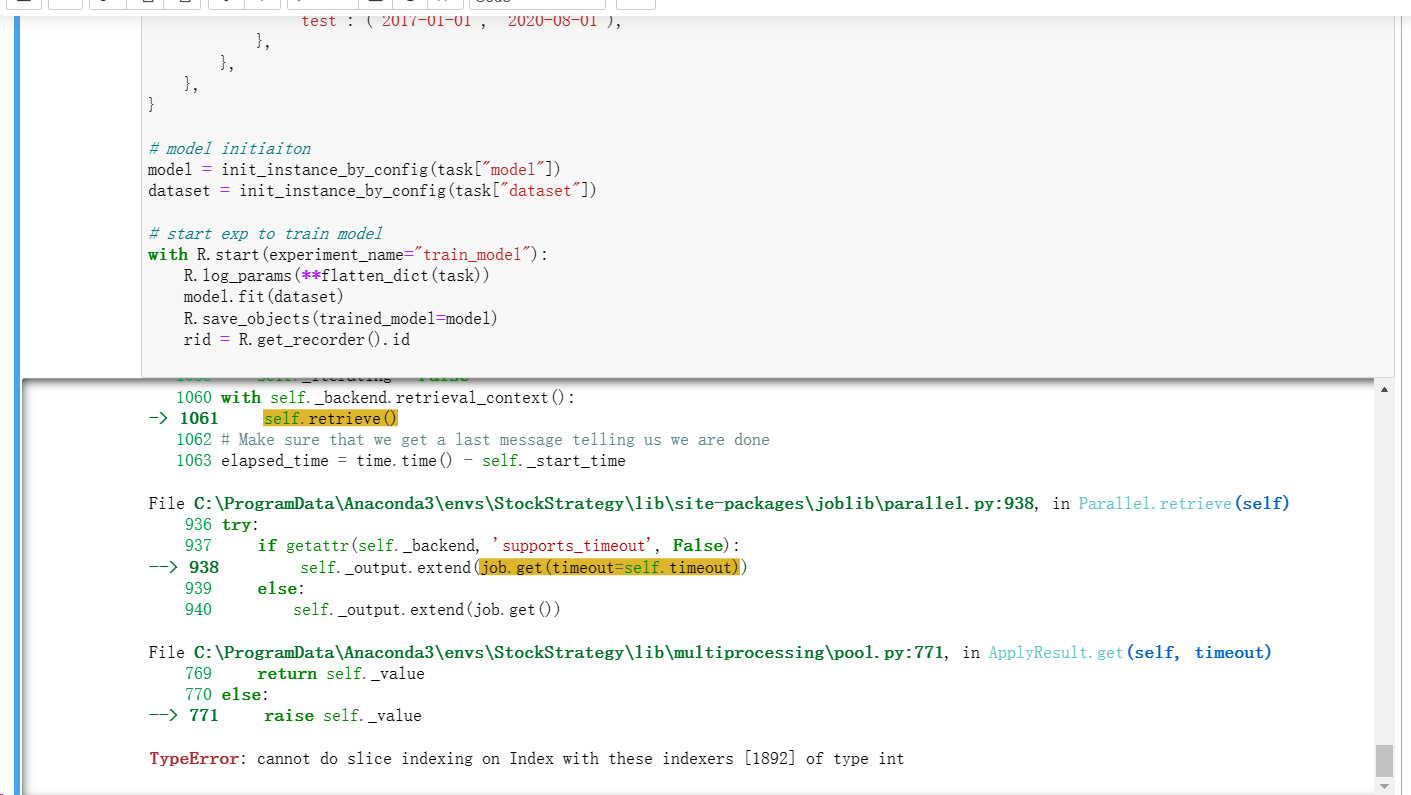 test : ( 2017-01-01 , 2020-08-01 ),
},
},
},
}
# model initiaiton
model = init_instance_by_config(task["model"])
dataset = init_instance_by_config(task["dataset"])
# start exp to train model
with R.start(experiment_name="train_model"):
R.log_params(**flatten_dict(task))
model.fit(dataset)
R.save_objects(trained_model=model)
rid = R.get_recorder().id
1060 with self._backend.retrieval_context():
-> 1061 self.retrieve()
1062 # Make sure that we get a last message telling us we are done
1063 elapsed_time = time.time() - self._start_time
File C:\ProgramData\Anaconda3\envs\StockStrategy\lib\site-packages\joblib\parallel.py:938, in Parallel.retrieve(self)
936 try:
937 if getattr(self._backend, 'supports_timeout', False):
--> 938 self._output.extend(job.get(timeout=self.timeout))
939 else:
940 self._output.extend(job.get())
File C:\ProgramData\Anaconda3\envs\StockStrategy\lib\multiprocessing\pool.py:771, in ApplyResult.get(self, timeout)
769 return self._value
770 else:
--> 771 raise self._value
TypeError: cannot do slice indexing on Index with these indexers [1892] of type int